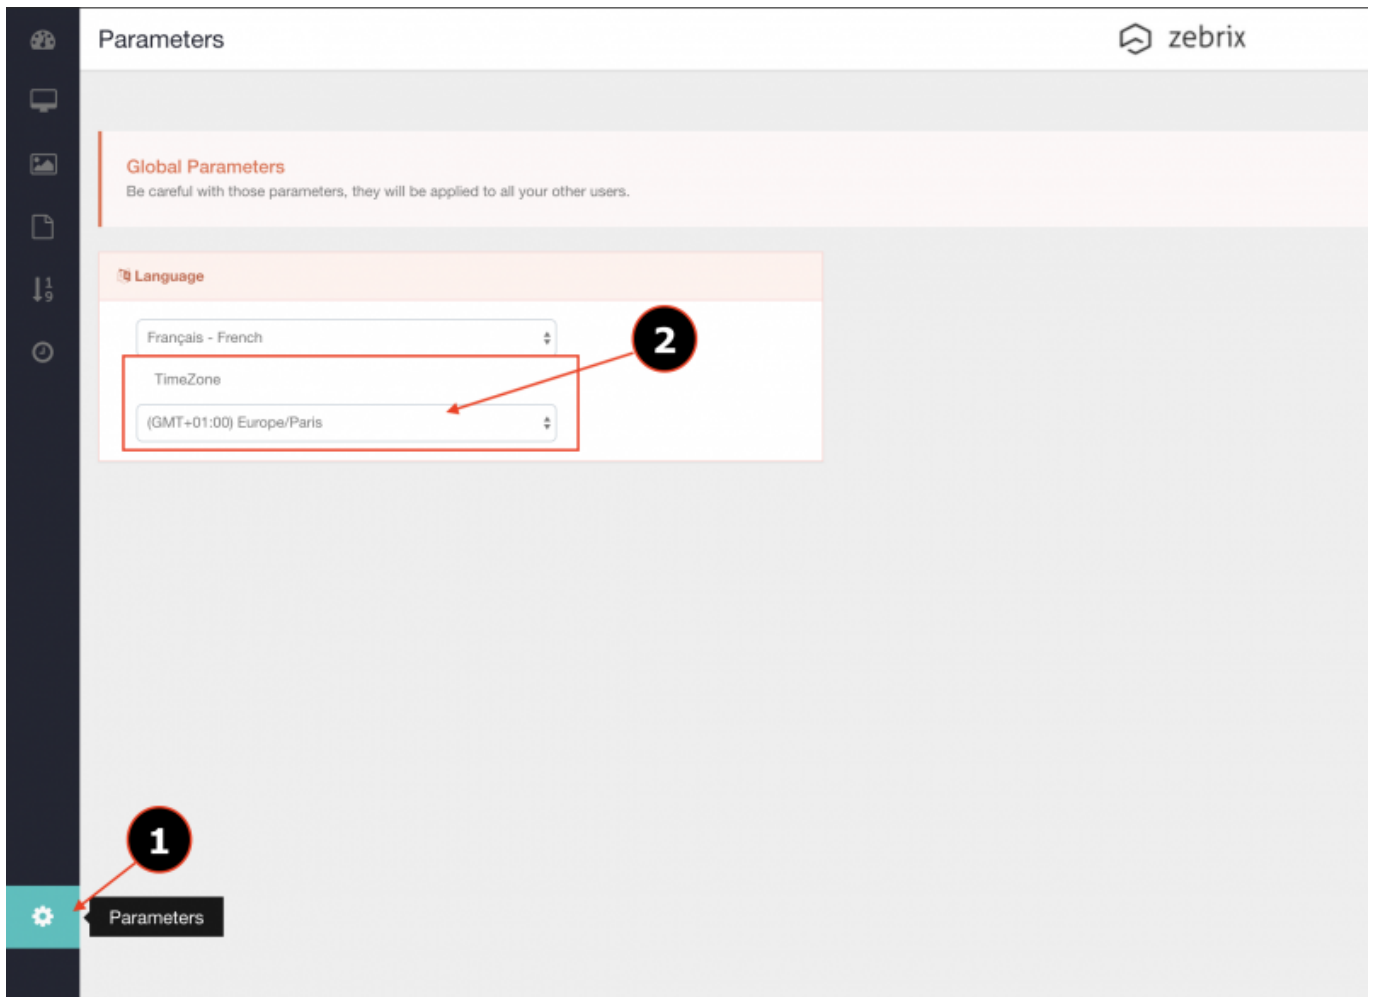 Parameters
zebrix
Global Parameters
Be careful with those parameters, they will be applied to all your other users.
Language
Français - French
2
TimeZone
(GMT+01:00) Europe/Paris
1
Parameters